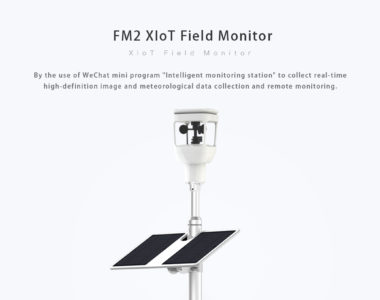 FM2 XIoT Field Monitor
XIoT Field Monitor
By the use of WeChat mini program "Intelligent monitoring station" to collect real-time
high-definition image and meteorological data collection and remote monitoring.